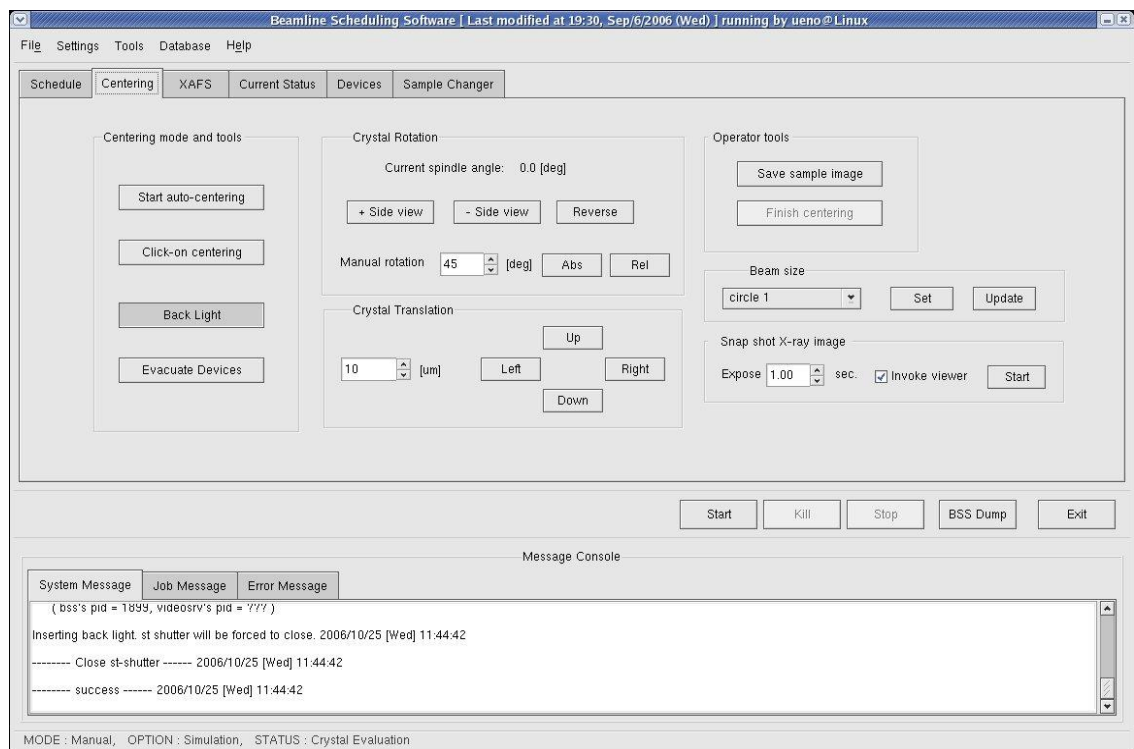 Beamline Scheduling Software [ Last modified at 19:30, Sep/6/2006 (Wed) ] running by ueno@Linux
File Settings Tools Database Help
Schedule Centering XAFS Current Status Devices Sample Changer
Centering mode and tools
Start auto-centering
Click-on centering
Back Light
Evacuate Devices
Crystal Rotation
Current spindle angle: 0.0 [deg]
+ Side view - Side view Reverse
Manual rotation 45 [deg] Abs Rel
Crystal Translation
Up
10 [um] Left Right
Down
Operator tools
Save sample image
Finish centering
Beam size
circle 1 Set Update
Snap shot X-ray image
Expose 1.00 sec. Invoke viewer Start
Start Kill Stop BSS Dump Exit
Message Console
System Message Job Message Error Message
( bss's pid = 1899, videosrv's pid = ??? )
Inserting back light. st shutter will be forced to close. 2006/10/25 [Wed] 11:44:42
-------- Close st-shutter ------ 2006/10/25 [Wed] 11:44:42
-------- success ------ 2006/10/25 [Wed] 11:44:42
MODE : Manual, OPTION : Simulation, STATUS : Crystal Evaluation